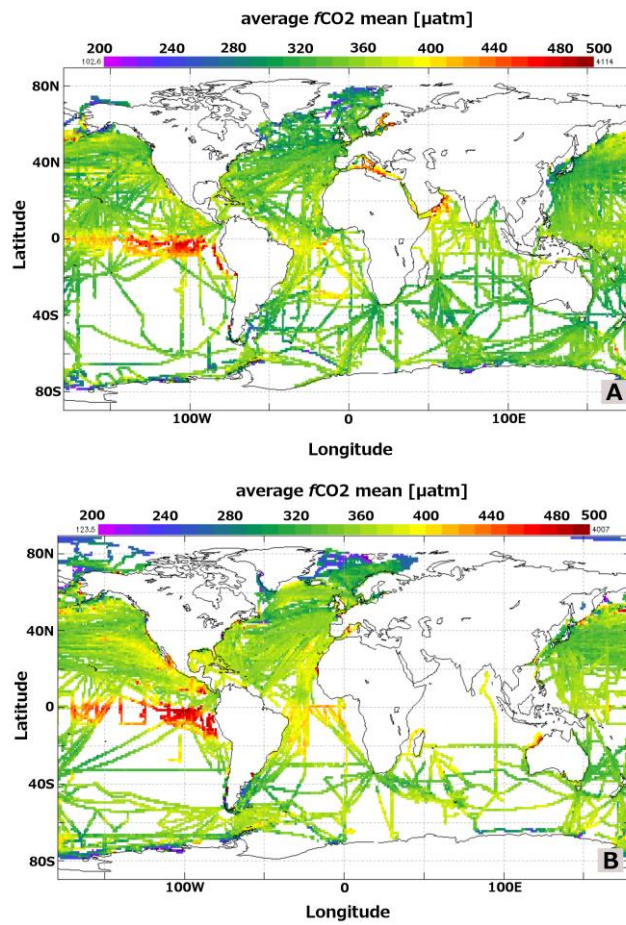 average fCO2 mean [µatm]
200 240 280 320 360 400 440 480 500
102.6 4114
80N
40N
0
40S
80S
Latitude
100W 0 100E
Longitude
A
average fCO2 mean [µatm]
200 240 280 320 360 400 440 480 500
123.5 4007
80N
40N
0
40S
80S
Latitude
100W 0 100E
Longitude
B